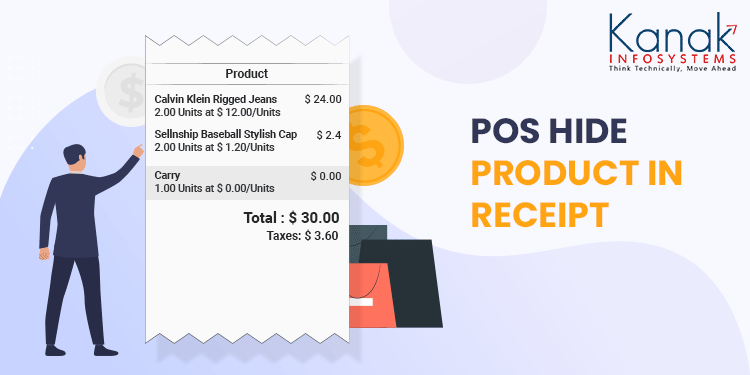 Kanak
INFOSYSTEMS
Think Technically, Move Ahead
Product
Calvin Klein Rigged Jeans $ 24.00
2.00 Units at $ 12.00/Units
Sellnship Baseball Stylish Cap $ 2.4
2.00 Units at $ 1.20/Units
Carry $ 0.00
1.00 Units at $ 0.00/Units
Total : $ 30.00
Taxes: $ 3.60
POS HIDE
PRODUCT IN
RECEIPT
$
$